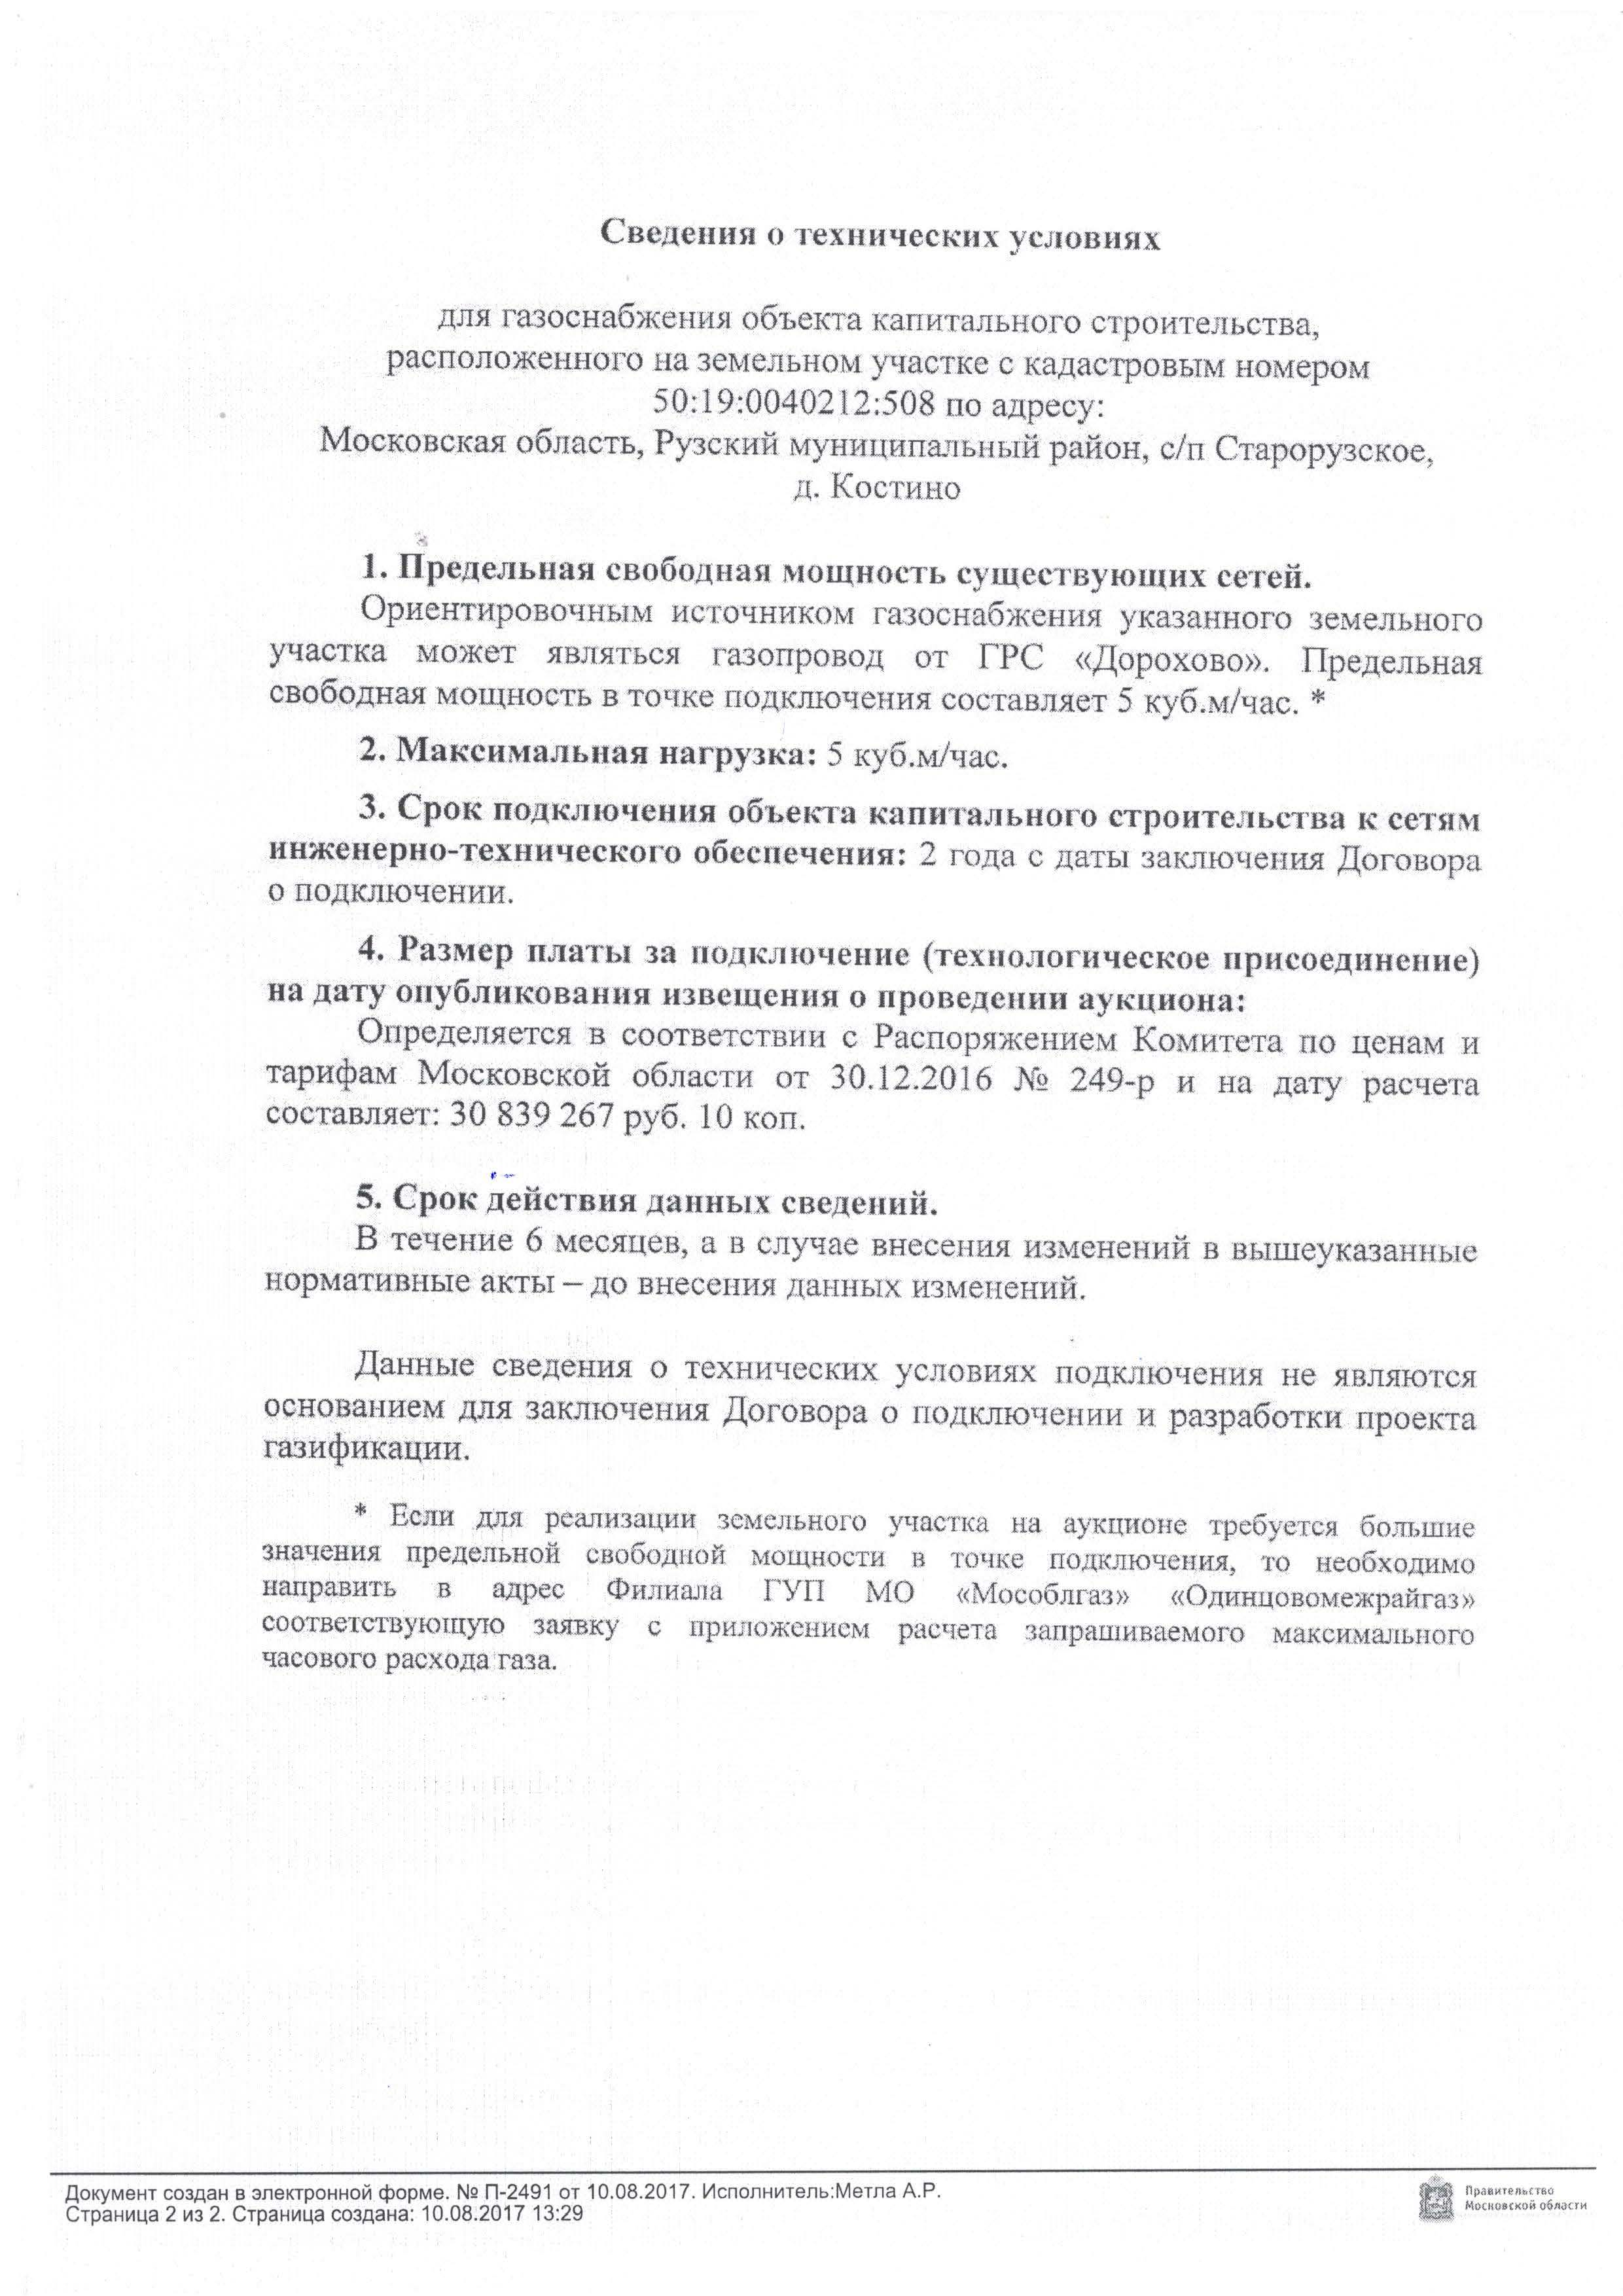 Сведения о технических условиях
для газоснабжения объекта капитального строительства,
расположенного на земельном участке с кадастровым номером
50:19:0040212:508 по адресу:
Московская область, Рузский муниципальный район, с/п Старорузское,
д. Костино
1. Предельная свободная мощность существующих сетей.
Ориентировочным источником газоснабжения указанного земельного
участка может являться газопровод от ГРС «Дорохово». Предельная
свободная мощность в точке подключения составляет 5 куб.м/час. *
2. Максимальная нагрузка: 5 куб.м/час.
3. Срок подключения объекта капитального строительства к сетям
инженерно-технического обеспечения: 2 года с даты заключения Договора
о подключении.
4. Размер платы за подключение (технологическое присоединение)
на дату опубликования извещения о проведении аукциона:
Определяется в соответствии с Распоряжением Комитета по ценам и
тарифам Московской области от 30.12.2016 № 249-р и на дату расчета
составляет: 30 839 267 руб. 10 коп.
5. Срок действия данных сведений.
В течение 6 месяцев, а в случае внесения изменений в вышеуказанные
нормативные акты – до внесения данных изменений.
Данные сведения о технических условиях подключения не являются
основанием для заключения Договора о подключении и разработки проекта
газификации.
* Если для реализации земельного участка на аукционе требуется большие
значения предельной свободной мощности в точке подключения, то необходимо
направить в адрес Филиала ГУП МО «Мособлгаз» «Одинцовомежрайгаз»
соответствующую заявку с приложением расчета запрашиваемого максимального
часового расхода газа.
Документ создан в электронной форме. № П-2491 от 10.08.2017. Исполнитель:Метла А.Р.
Страница 2 из 2. Страница создана: 10.08.2017 13:29
Правительство
Московской области